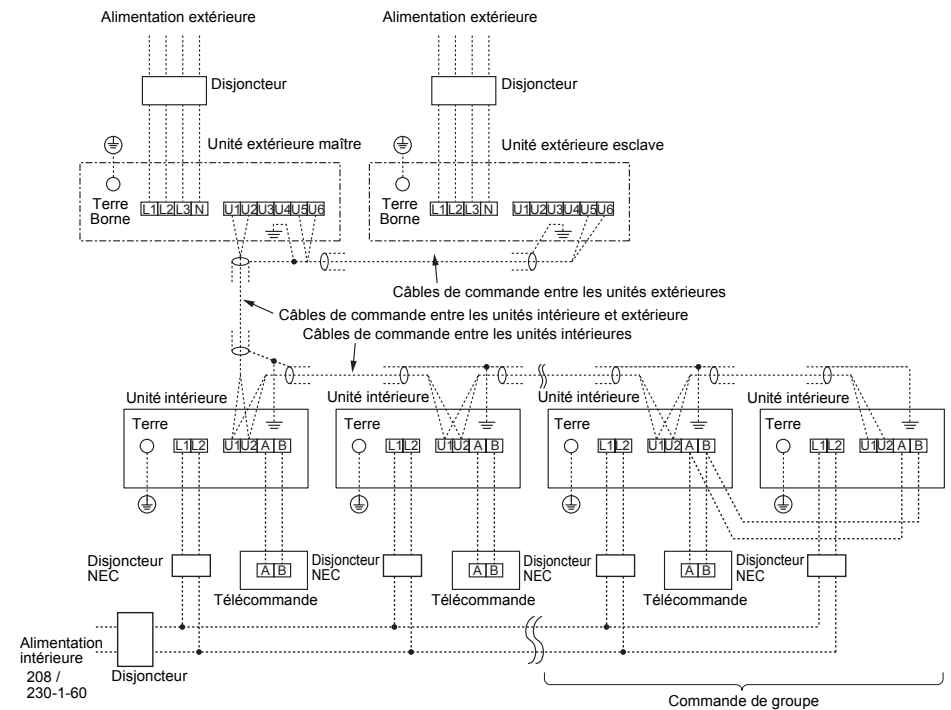 Alimentation extérieure Alimentation extérieure
Disjoncteur Disjoncteur
Unité extérieure maître Unité extérieure esclave
Terre Borne L1 L2 L3 N U1 U2 U3 U4 U5 U6 Terre Borne L1 L2 L3 N U1 U2 U3 U4 U5 U6
Câbles de commande entre les unités extérieures
Câbles de commande entre les unités intérieure et extérieure
Câbles de commande entre les unités intérieures
Unité intérieure Unité intérieure Unité intérieure Unité intérieure
Terre Terre Terre Terre
L1 L2 U1 U2 A B L1 L2 U1 U2 A B L1 L2 U1 U2 A B L1 L2 U1 U2 A B
Disjoncteur NEC Disjoncteur NEC Disjoncteur NEC Disjoncteur NEC
A B A B A B
Télécommande Télécommande Télécommande
Alimentation intérieure
208 /
230-1-60
Disjoncteur
Commande de groupe